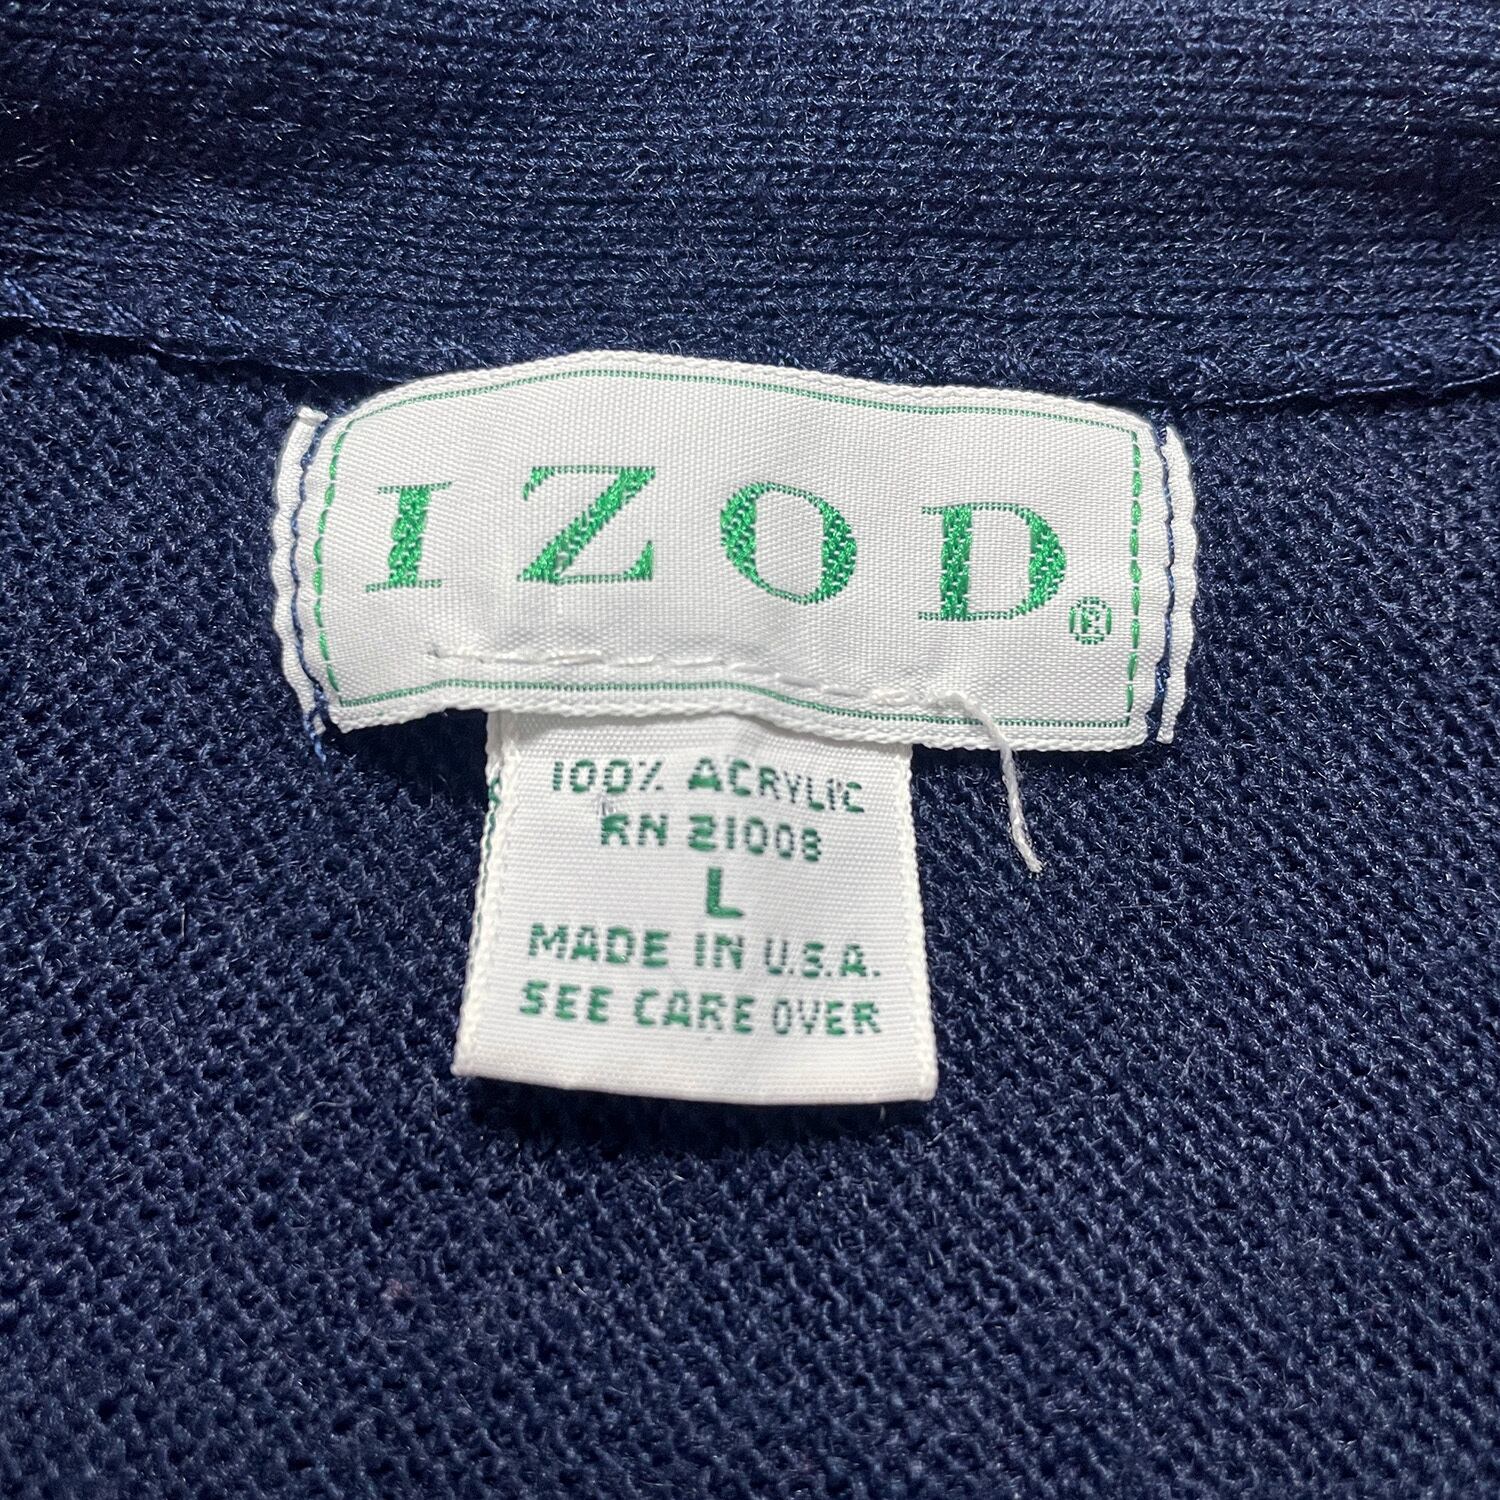 IZOD®
100% ACRYLIC
RN 21008
L
MADE IN U.S.A.
SEE CARE OVER